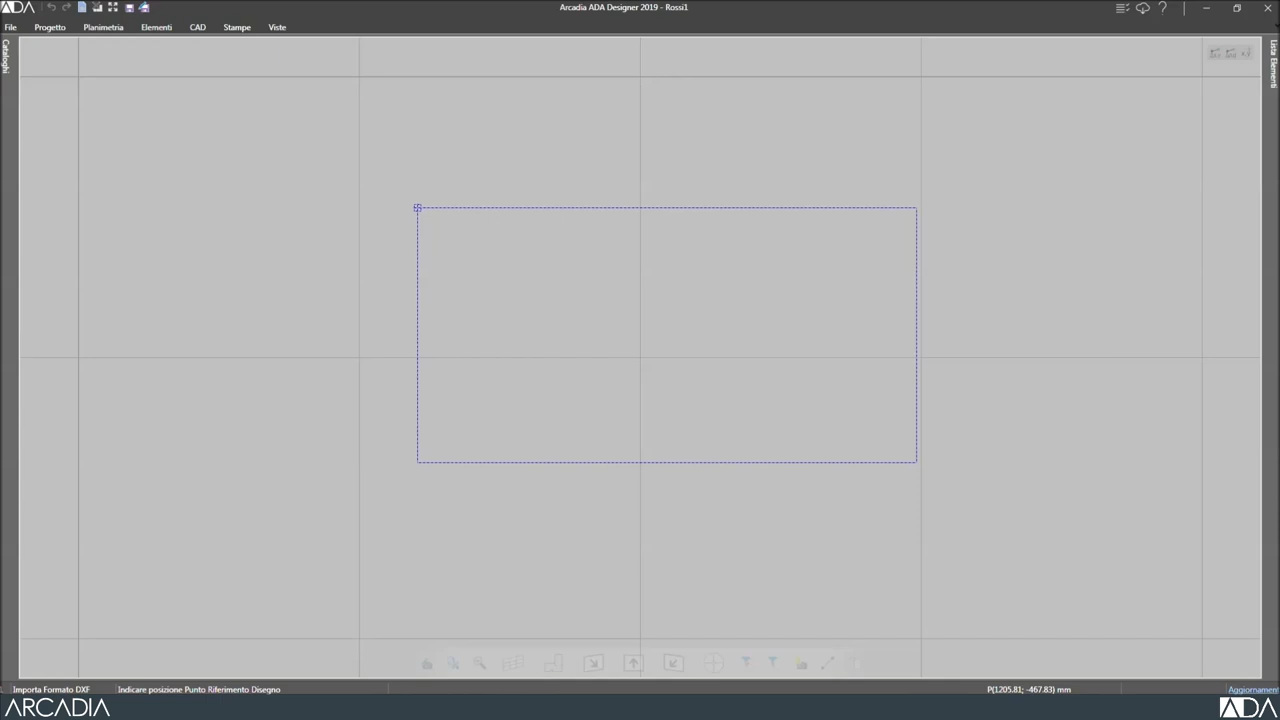 ADA
Arcadia ADA Designer 2019 - Rossi1
File Progetto Planimetria Elementi CAD Stampe Viste
Cataloghi
Lista Elementi
Importa Formato DXF Indicare posizione Punto Riferimento Disegno P(1205.81; -467.83) mm Aggiornament
ARCADIA ADA